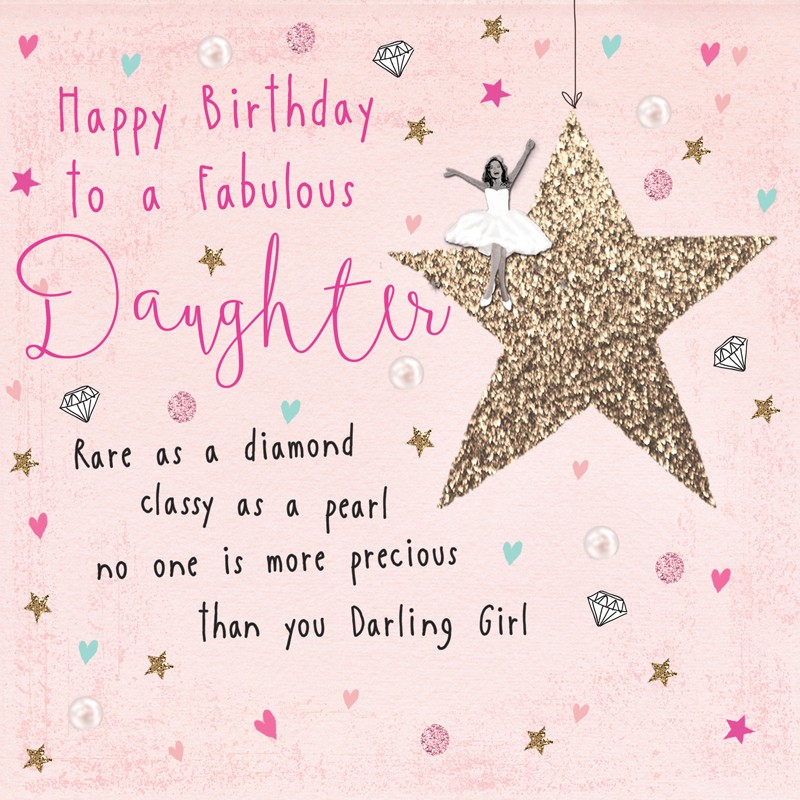 Happy Birthday
to a Fabulous
Daughter
Rare as a diamond
classy as a pearl
no one is more precious
than you Darling Girl